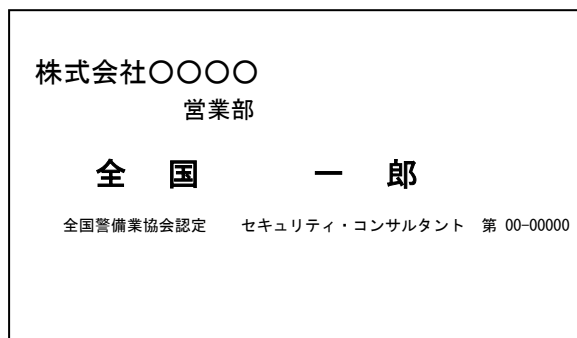 株式会社〇〇〇〇
営業部
全 国 一 郎
全国警備業協会認定 セキュリティ・コンサルタント 第 00-00000